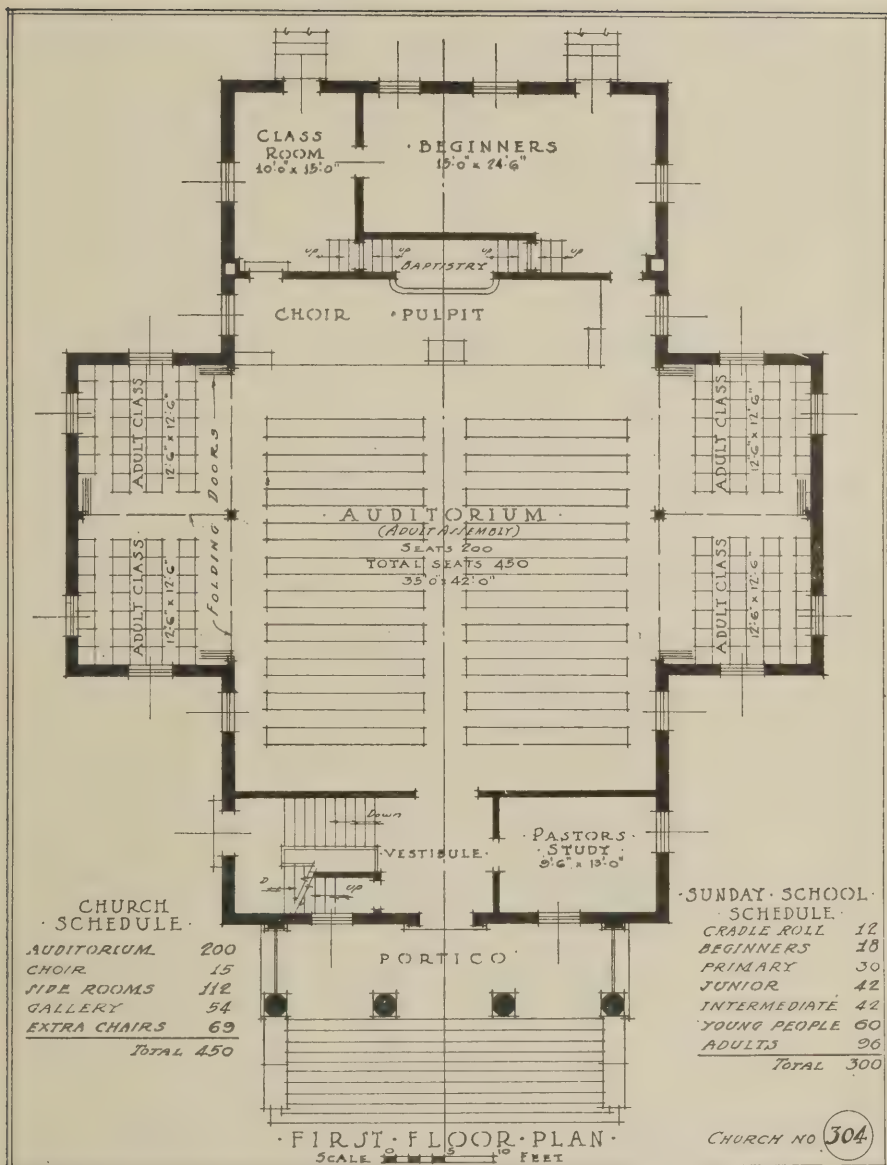 CLASS
ROOM
10'-6" x 15'-0"
· BEGINNERS
15'-0" x 24'-6"
up
up
up
up
BAPTISTRY
CHOIR · PULPIT
ADULT CLASS
12'-6" x 12'-6"
ADULT CLASS
12'-6" x 12'-6"
FOLDING DOORS
ADULT CLASS
12'-6" x 12'-6"
ADULT CLASS
12'-6" x 12'-6"
· AUDITORIUM ·
(ADULT ASSEMBLY)
SEATS 200
TOTAL SEATS 450
35'-0" x 42'-0"
Down
D
up
· VESTIBULE ·
· PASTORS ·
· STUDY ·
9'-6" x 13'-0"
PORTICO
CHURCH
· SCHEDULE ·
AUDITORIUM 200
CHOIR 15
SIDE ROOMS 112
GALLERY 54
EXTRA CHAIRS 69
TOTAL 450
· SUNDAY · SCHOOL ·
· SCHEDULE ·
CRADLE ROLL 12
BEGINNERS 18
PRIMARY 30
JUNIOR 42
INTERMEDIATE 42
YOUNG PEOPLE 60
ADULTS 96
TOTAL 300
· FIRST · FLOOR · PLAN ·
SCALE 0 5 10 FEET
CHURCH NO 304